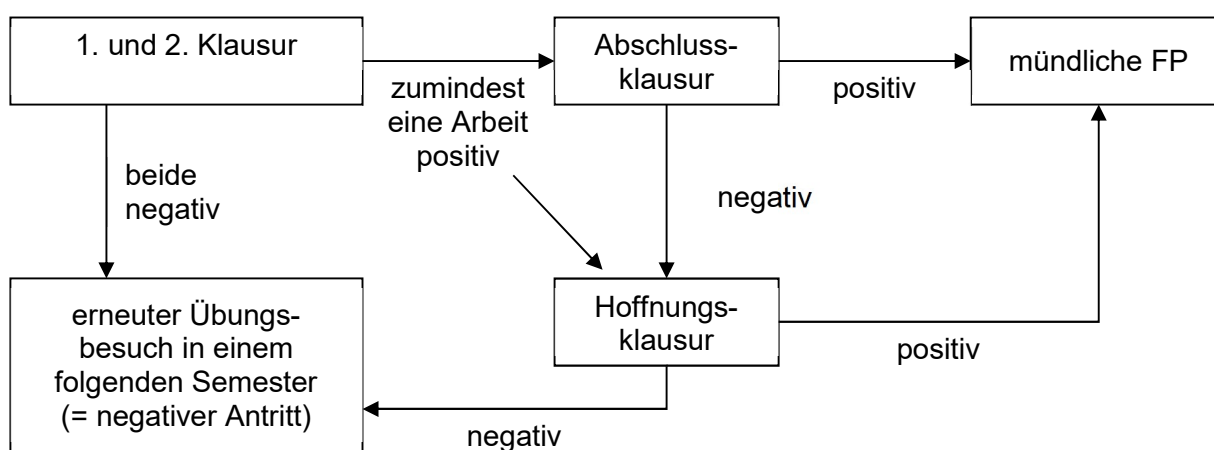 1. und 2. Klausur
Abschluss-
klausur
mündliche FP
zumindest
eine Arbeit
positiv
positiv
beide
negativ
negativ
erneuter Übungs-
besuch in einem
folgenden Semester
(= negativer Antritt)
Hoffnungs-
klausur
positiv
negativ